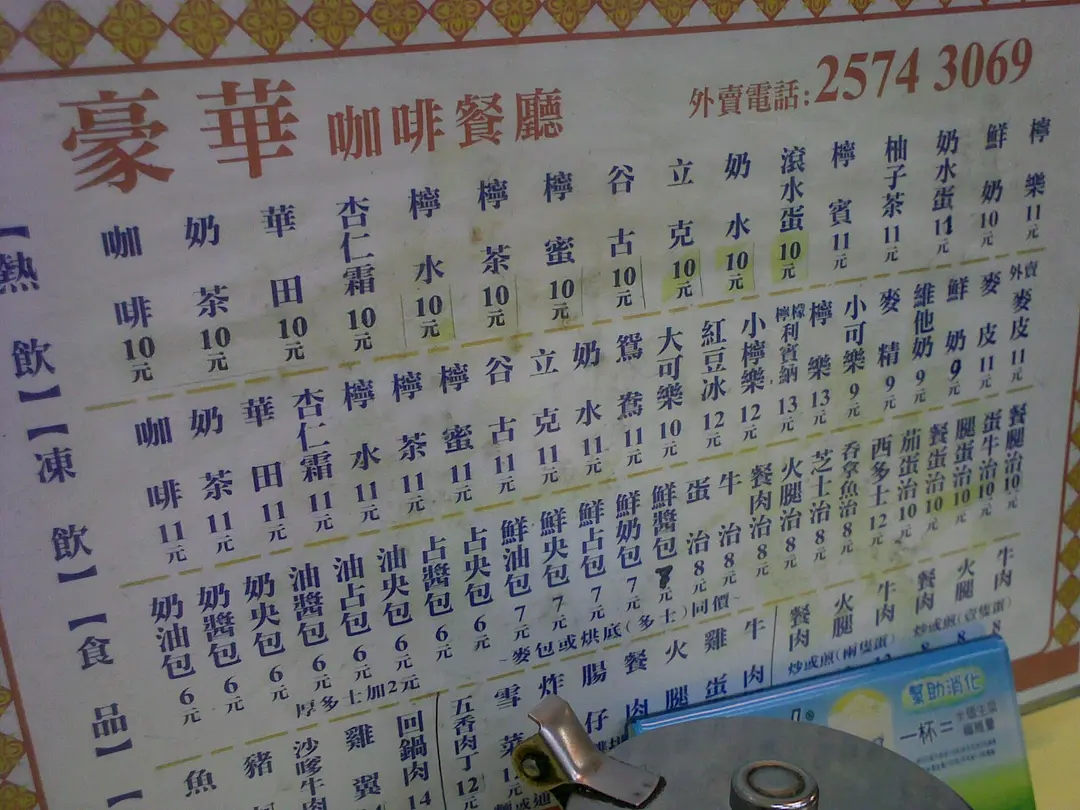 豪華咖啡餐廳
外賣電話:2574 3069
【熱飲】
咖啡10元
奶茶10元
華田10元
杏仁霜10元
檸水10元
檸茶10元
檸蜜10元
谷古10元
立克10元
奶水10元
滾水蛋10元
檸賓11元
柚子茶11元
奶水蛋11元
鮮奶10元
檸樂11元
【凍飲】
咖啡11元
奶茶11元
華田11元
杏仁霜11元
檸水11元
檸茶11元
檸蜜11元
谷古11元
立克11元
奶水11元
鴛鴦11元
大可樂10元
紅豆冰12元
小檸樂12元
檸檬利賓納13元
檸樂13元
小可樂9元
麥精9元
維他奶9元
鮮奶9元
麥皮11元
外賣麥皮11元
【食品】
奶油包6元
奶醬包6元
奶央包6元
油醬包6元
油占包6元
油央包6元
占醬包6元
占央包6元
鮮油包7元
鮮央包7元
鮮占包7元
鮮奶包7元
鮮醬包7元
蛋治8元
牛治8元
餐肉治8元
火腿治8元
芝士治8元
吞拿魚治8元
西多士12元
茄蛋治10元
餐蛋治10元
腿蛋治10
蛋牛治10元
餐腿治10元
厚多士加2元
~麥包或烘底(多士)同價~
魚
豬
沙嗲牛肉
雞翼
回鍋肉14
五香肉丁12元
雪菜
炸
腸仔
餐肉
火腿
雞蛋
牛肉
餐肉
火腿
牛肉
炒或煎(兩隻蛋)
餐肉8
火腿8
牛肉8
炒或煎(壹隻蛋)
幫助消化
一杯=